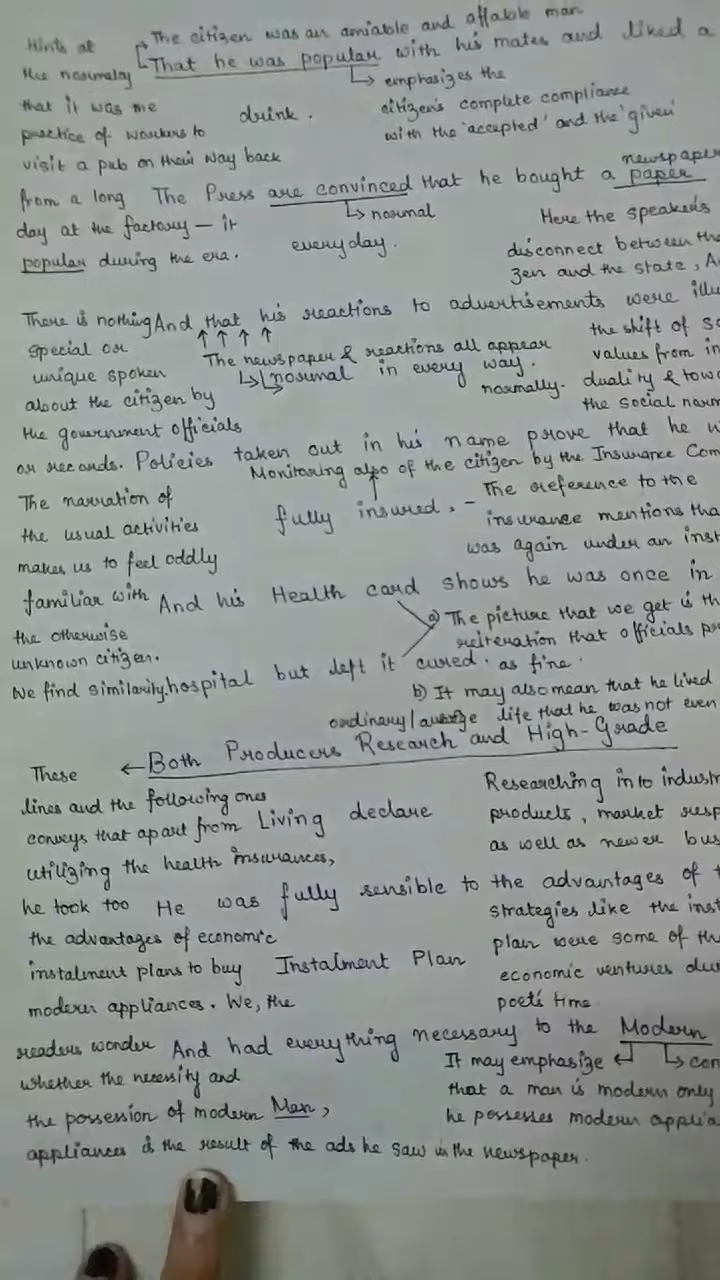 The citizen was an amiable and affable man
Hints at
That he was popular with his mates and liked a
the normalcy
emphasizes the
that it was the drink. citizen's complete compliance
practice of workers to with the 'accepted' and the 'given'
visit a pub on their way back
newspaper
from a long The Press are convinced that he bought a paper
day at the factory — it normal Here the speaker's
popular during the era. everyday. disconnect between the
zen and the state,
There is nothing And that his reactions to advertisements were
special or the shift of
The newspaper & reactions all appear
unique spoken normal in every way. values from
about the citizen by normally. duality &
the government officials the social
or records. Policies taken out in his name prove that he
Monitoring also of the citizen by the Insurance
The narration of fully insured, – The reference to the
the usual activities insurance mentions
makes us to feel oddly was again under an
familiar with And his Health card shows he was once in
the otherwise a) The picture that we get is
unknown citizen. reiteration that officials
We find similarity. hospital but left it cured. as fine.
b) It may also mean that he lived
ordinary/average life that he was not even
These Both Producers Research and High-Grade
lines and the following ones Researching into
conveys that apart from Living declare products, market
utilizing the health insurances, as well as newer
he took too He was fully sensible to the advantages of
the advantages of economic strategies like the
instalment plans to buy Instalment Plan plan were some of
modern appliances. We, the economic ventures
poet's time
readers wonder And had everything necessary to the Modern
whether the necessity and It may emphasize
the possession of modern Man, that a man is modern only
he possesses modern
appliances is the result of the ads he saw in the newspaper.